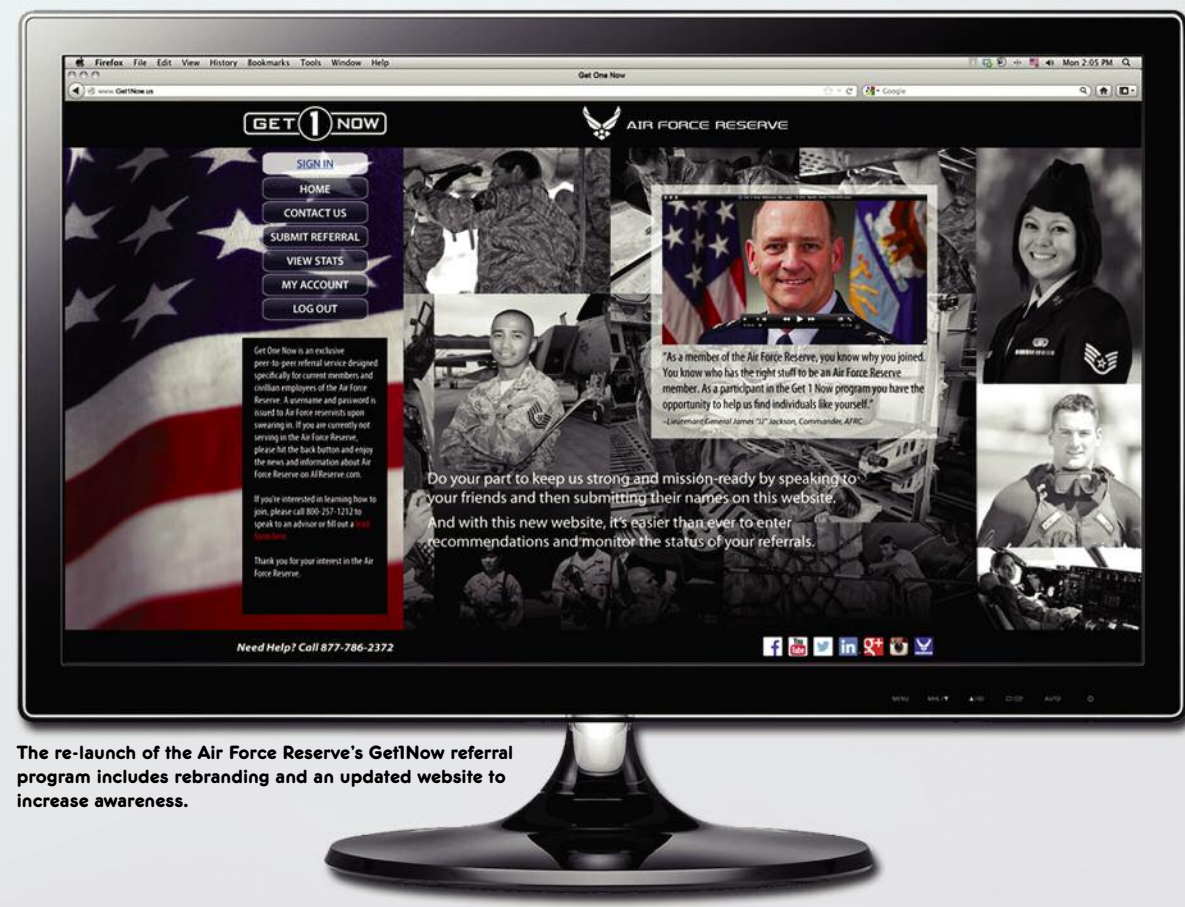 Firefox File Edit View History Bookmarks Tools Window Help
Mon 2:05 PM
Get One Now
www.Get1Now.us
Google
GET 1 NOW
AIR FORCE RESERVE
SIGN IN
HOME
CONTACT US
SUBMIT REFERRAL
VIEW STATS
MY ACCOUNT
LOG OUT
Get One Now is an exclusive
peer-to-peer referral service designed
specifically for current members and
civilian employees of the Air Force
Reserve. A username and password is
issued to Air Force reservists upon
swearing in. If you are currently not
serving in the Air Force Reserve,
please hit the back button and enjoy
the news and information about Air
Force Reserve on AFReserve.com.
If you're interested in learning how to
join, please call 800-257-1212 to
speak to an advisor or fill out a lead
form here
Thank you for your interest in the Air
Force Reserve.
"As a member of the Air Force Reserve, you know why you joined.
You know who has the right stuff to be an Air Force Reserve
member. As a participant in the Get 1 Now program you have the
opportunity to help us find individuals like yourself."
–Lieutenant General James "JJ" Jackson, Commander, AFRC
Do your part to keep us strong and mission-ready by speaking to
your friends and then submitting their names on this website.
And with this new website, it's easier than ever to enter
recommendations and monitor the status of your referrals.
Need Help? Call 877-786-2372
f You Tube in g+
MENU AUTO
The re-launch of the Air Force Reserve's Get1Now referral
program includes rebranding and an updated website to
increase awareness.